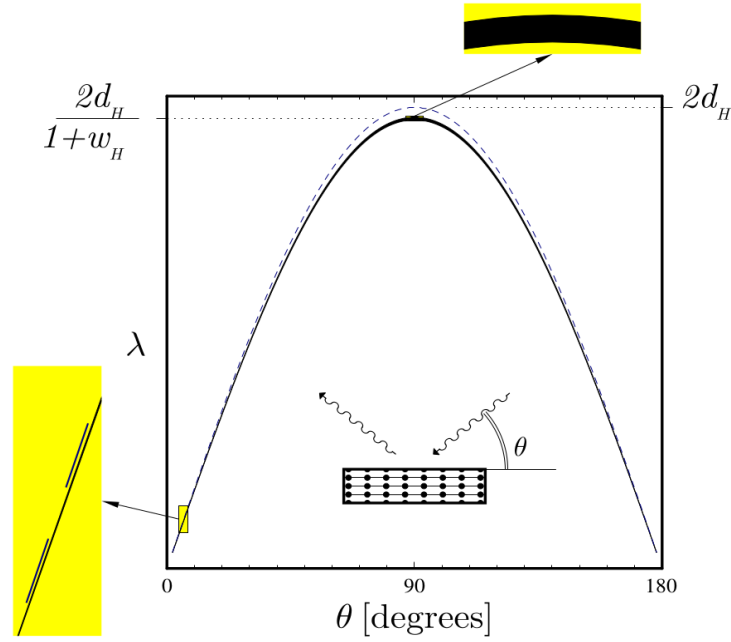 2d_H
1+w_H
2d_H
λ
θ
0
90
180
θ [degrees]